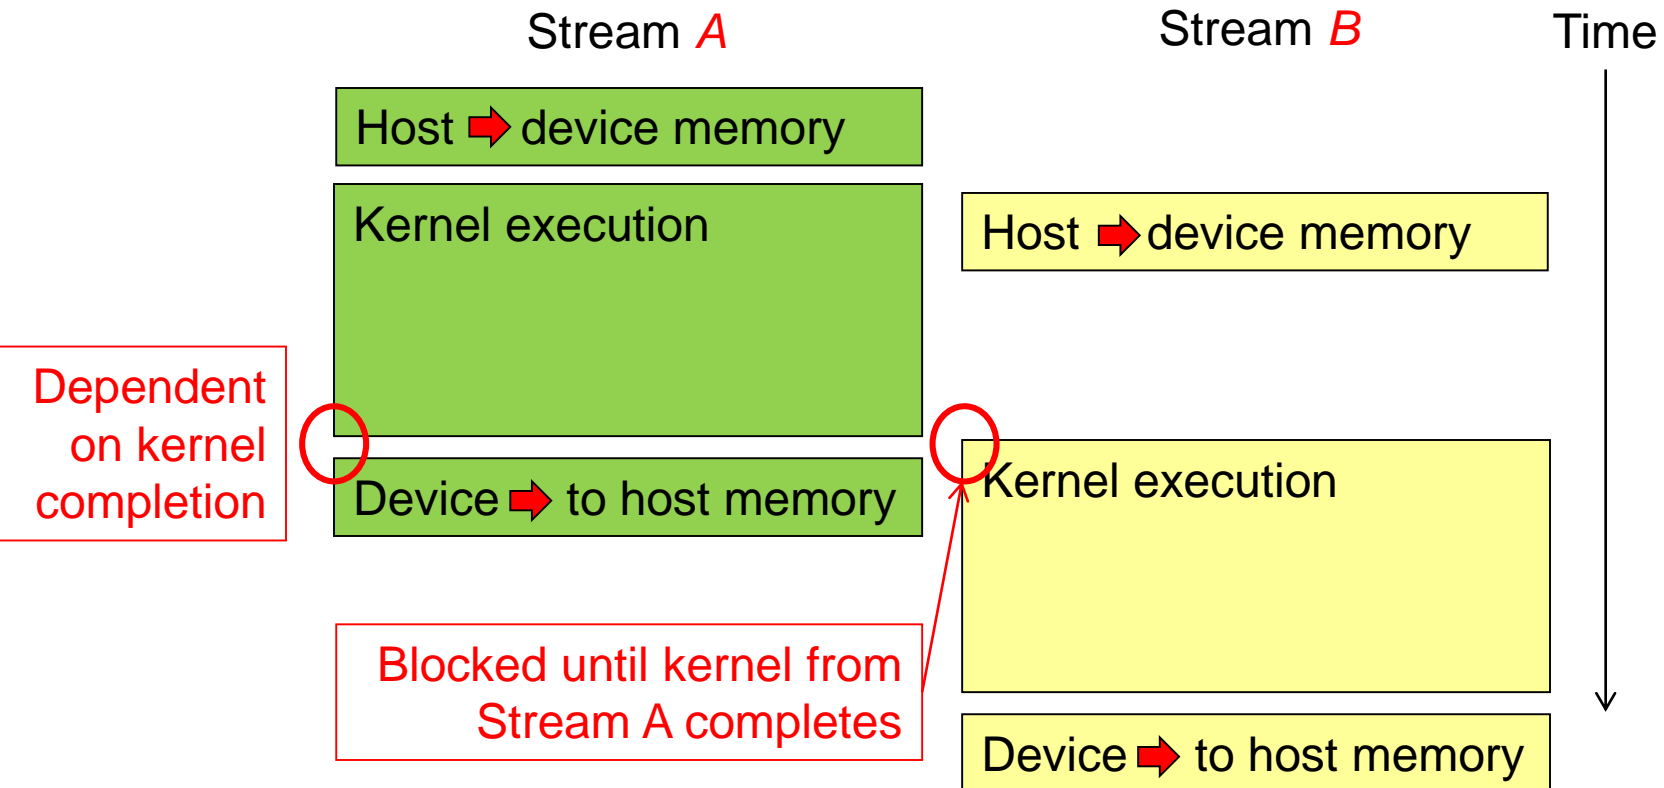 Stream A
Stream B
Time
Host device memory
Kernel execution
Host device memory
Dependent
on kernel
completion
Device to host memory
Kernel execution
Blocked until kernel from
Stream A completes
Device to host memory